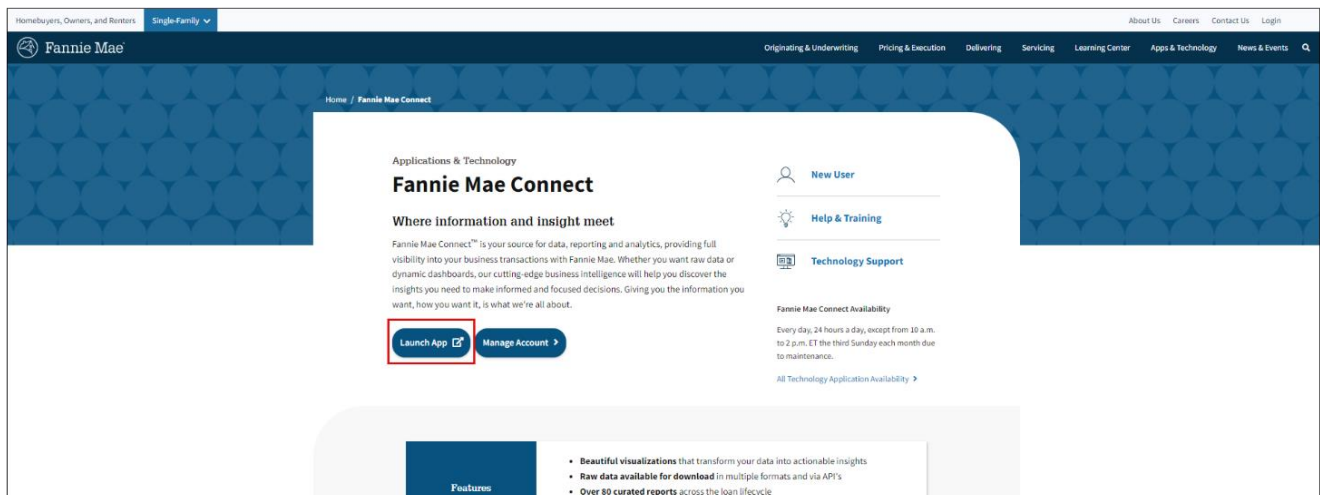 Homebuyers, Owners, and Renters
Single-Family
About Us Careers Contact Us Login
Fannie Mae
Originating & Underwriting Pricing & Execution Delivering Servicing Learning Center Apps & Technology News & Events
Home / Fannie Mae Connect
Applications & Technology
Fannie Mae Connect
Where information and insight meet
Fannie Mae Connect™ is your source for data, reporting and analytics, providing full
visibility into your business transactions with Fannie Mae. Whether you want raw data or
dynamic dashboards, our cutting-edge business intelligence will help you discover the
insights you need to make informed and focused decisions. Giving you the information you
want, how you want it, is what we're all about.
Launch App
Manage Account
New User
Help & Training
Technology Support
Fannie Mae Connect Availability
Every day, 24 hours a day, except from 10 a.m.
to 2 p.m. ET the third Sunday each month due
to maintenance.
All Technology Application Availability
Features
• Beautiful visualizations that transform your data into actionable insights
• Raw data available for download in multiple formats and via API's
• Over 80 curated reports across the loan lifecycle